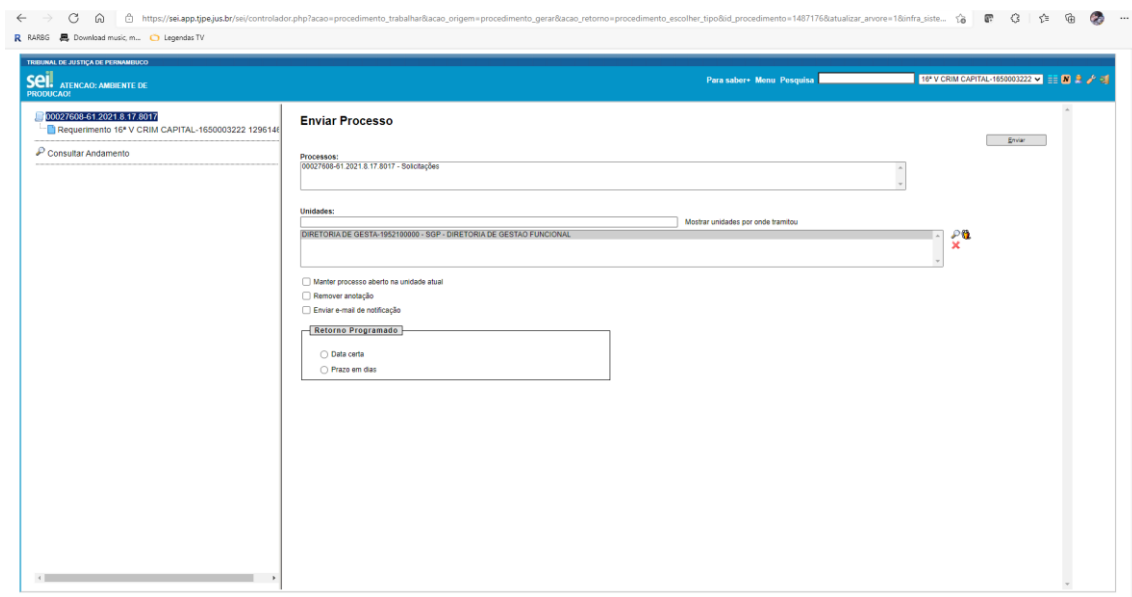 https://sei.app.tjpe.jus.br/sei/controlador.php?acao=procedimento_trabalhar&acao_origem=procedimento_gerar&acao_retorno=procedimento_escolher_tipo&id_procedimento=1487176&atualizar_arvore=1&infra_siste...
RARBG Download music, m... Legendas TV
TRIBUNAL DE JUSTIÇA DE PERNAMBUCO
sei! ATENCAO: AMBIENTE DE PRODUCAO!
Para saber+ Menu Pesquisa 16ª V CRIM CAPITAL-1650003222
00027608-61.2021.8.17.8017
Requerimento 16ª V CRIM CAPITAL-1650003222 1296146
Consultar Andamento
Enviar Processo
Enviar
Processos:
00027608-61.2021.8.17.8017 - Solicitações
Unidades:
Mostrar unidades por onde tramitou
DIRETORIA DE GESTA-1952100000 - SGP - DIRETORIA DE GESTAO FUNCIONAL
Manter processo aberto na unidade atual
Remover anotação
Enviar e-mail de notificação
Retorno Programado
Data certa
Prazo em dias